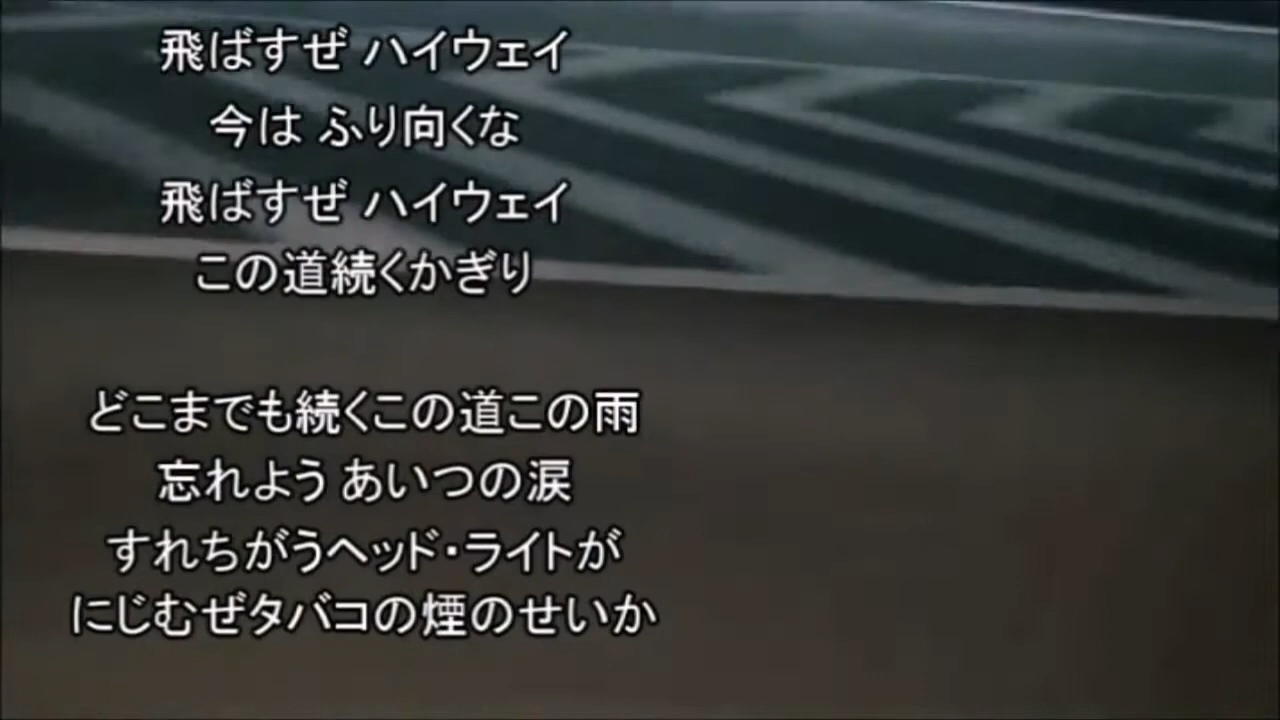 飛ばすぜ ハイウェイ
今は ふり向くな
飛ばすぜ ハイウェイ
この道続くかぎり
どこまでも続くこの道この雨
忘れよう あいつの涙
すれちがうヘッド・ライトが
にじむぜタバコの煙のせいか